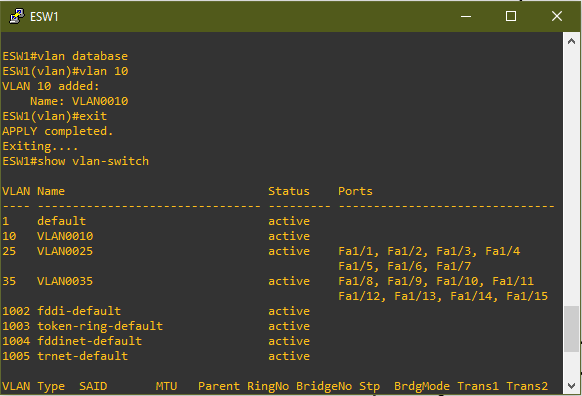 ESW1
ESW1#vlan database
ESW1(vlan)#vlan 10
VLAN 10 added:
    Name: VLAN0010
ESW1(vlan)#exit
APPLY completed.
Exiting....
ESW1#show vlan-switch
VLAN Name                             Status    Ports
---- -------------------------------- --------- -------------------------------
1    default                          active
10   VLAN0010                         active
25   VLAN0025                         active    Fa1/1, Fa1/2, Fa1/3, Fa1/4
                                                Fa1/5, Fa1/6, Fa1/7
35   VLAN0035                         active    Fa1/8, Fa1/9, Fa1/10, Fa1/11
                                                Fa1/12, Fa1/13, Fa1/14, Fa1/15
1002 fddi-default                     active
1003 token-ring-default               active
1004 fddinet-default                  active
1005 trnet-default                    active
VLAN Type  SAID       MTU   Parent RingNo BridgeNo Stp  BrdgMode Trans1 Trans2